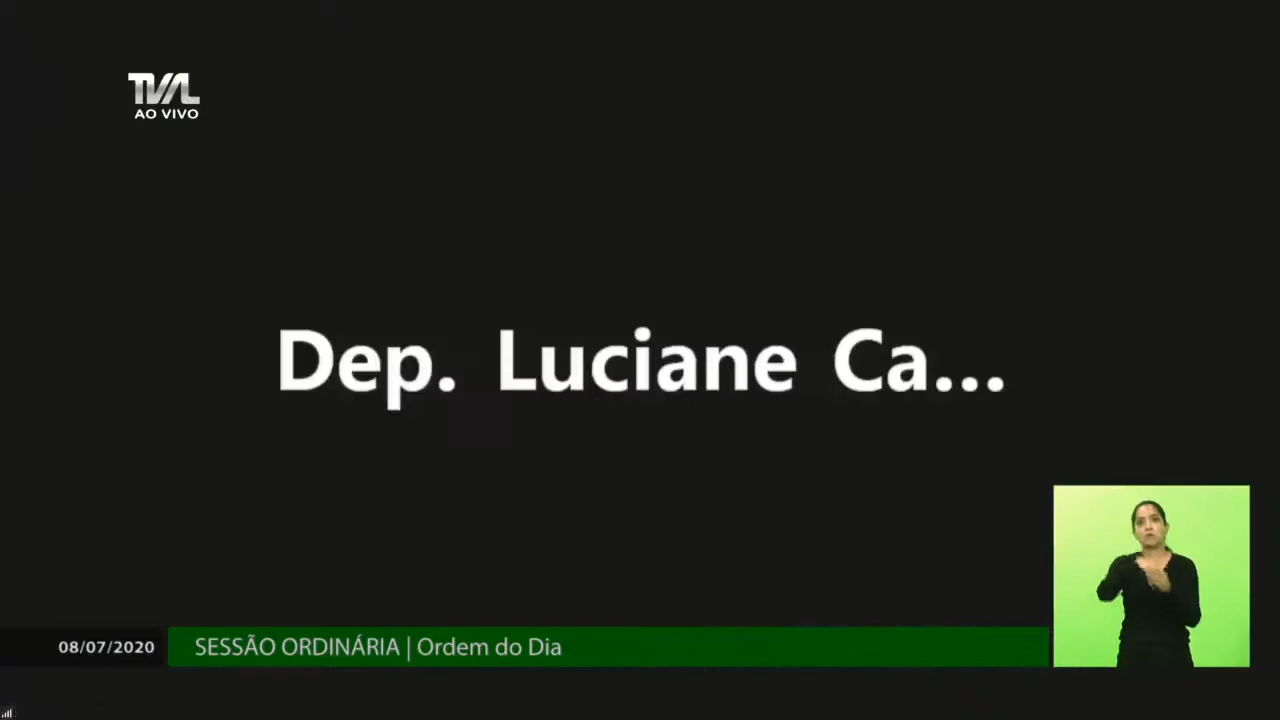 TVAL
AO VIVO
Dep. Luciane Ca...
08/07/2020
SESSÃO ORDINÁRIA | Ordem do Dia